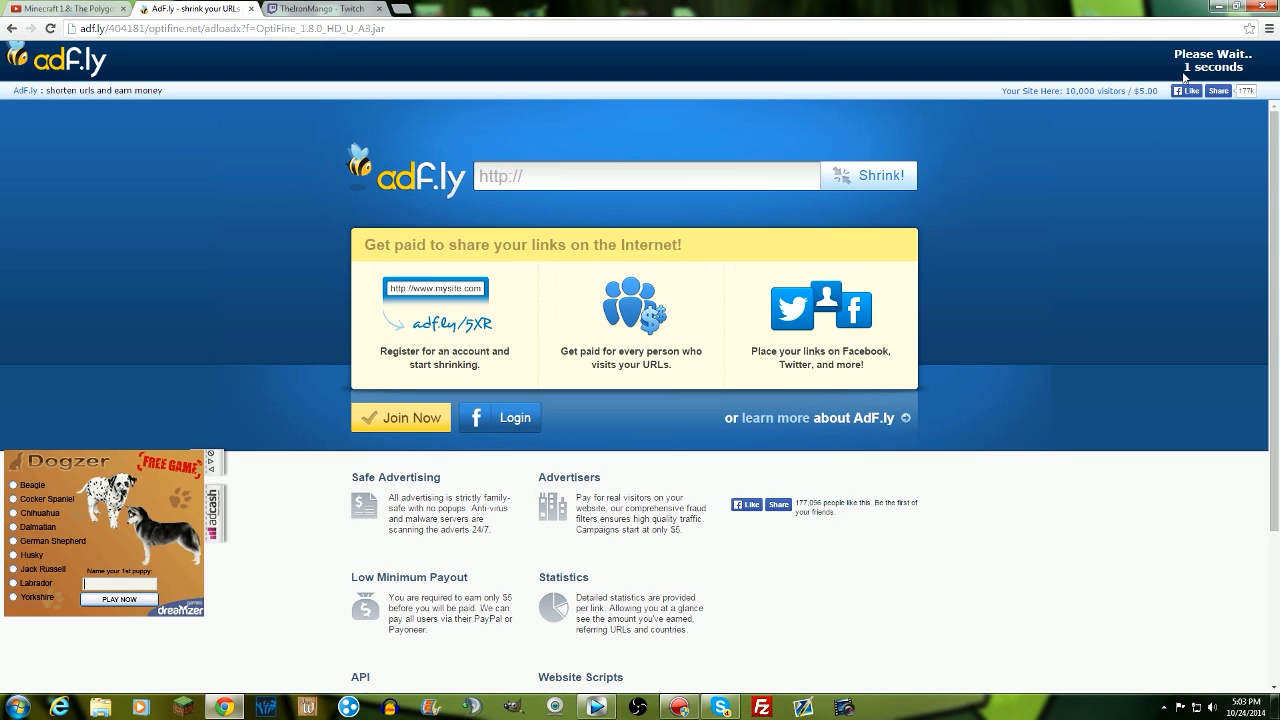 Minecraft 1.8: The Polygo
AdF.ly - shrink your URLs
TheIronMango - Twitch
adf.ly/404181/optifine.net/adloadx?f=OptiFine_1.8.0_HD_U_A3.jar
adf.ly
Please Wait..
1 seconds
AdF.ly : shorten urls and earn money
Your Site Here: 10,000 visitors / $5.00
Like
Share
177k
adf.ly
http://
Shrink!
Get paid to share your links on the Internet!
http://www.mysite.com
adf.ly/5XR
Register for an account and
start shrinking.
Get paid for every person who
visits your URLs.
Place your links on Facebook,
Twitter, and more!
Join Now
Login
or learn more about AdF.ly
Dogzer
FREE GAME
Beagle
Cocker Spaniel
Chihuahua
Dalmatian
German Shepherd
Husky
Jack Russell
Labrador
Yorkshire
Name your 1st puppy:
PLAY NOW
games
dreamzer
adcash
Safe Advertising
All advertising is strictly family-
safe with no popups. Anti-virus
and malware servers are
scanning the adverts 24/7.
Advertisers
Pay for real visitors on your
website, our comprehensive fraud
filters ensures high quality traffic.
Campaigns start at only $5.
Like
Share
177,096 people like this. Be the first of
your friends.
Low Minimum Payout
You are required to earn only $5
before you will be paid. We can
pay all users via their PayPal or
Payoneer.
Statistics
Detailed statistics are provided
per link. Allowing you at a glance
see the amount you've earned,
referring URLs and countries.
API
Website Scripts
5:03 PM
10/24/2014